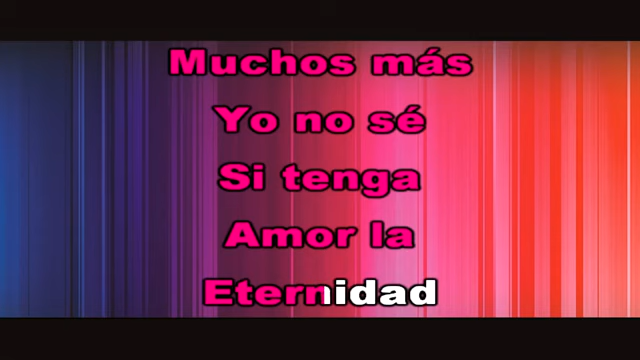 Muchos más
Yo no sé
Si tenga
Amor la
Eternidad